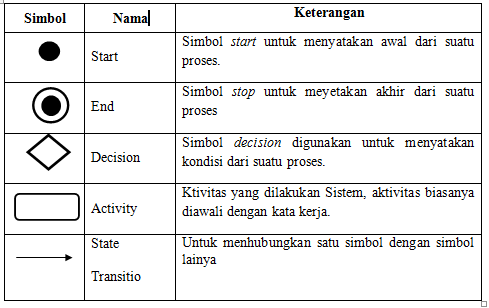 Simbol Nama Keterangan
Start
Simbol start untuk menyatakan awal dari suatu
proses.
End
Simbol stop untuk meyetakan akhir dari suatu
proses
Decision
Simbol decision digunakan untuk menyatakan
kondisi dari suatu proses.
Activity
Ktivitas yang dilakukan Sistem, aktivitas biasanya
diawali dengan kata kerja.
State
Transitio
Untuk menhubungkan satu simbol dengan simbol
lainya